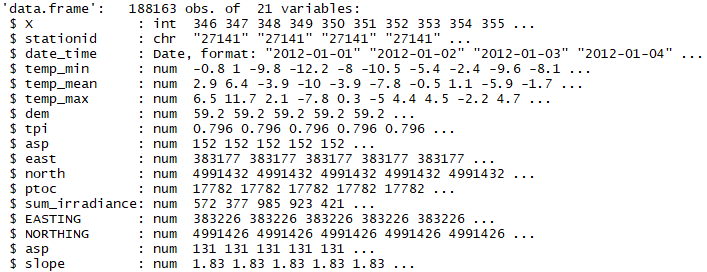 'data.frame':   188163 obs. of  21 variables:
 $ X             : int  346 347 348 349 350 351 352 353 354 355 ...
 $ stationid     : chr  "27141" "27141" "27141" "27141" ...
 $ date_time     : Date, format: "2012-01-01" "2012-01-02" "2012-01-03" "2012-01-04" ...
 $ temp_min      : num  -0.8 1 -9.8 -12.2 -8 -10.5 -5.4 -2.4 -9.6 -8.1 ...
 $ temp_mean     : num  2.9 6.4 -3.9 -10 -3.9 -7.8 -0.5 1.1 -5.9 -1.7 ...
 $ temp_max      : num  6.5 11.7 2.1 -7.8 0.3 -5 4.4 4.5 -2.2 4.7 ...
 $ dem           : num  59.2 59.2 59.2 59.2 59.2 ...
 $ tpi           : num  0.796 0.796 0.796 0.796 0.796 ...
 $ asp           : num  152 152 152 152 152 ...
 $ east          : num  383177 383177 383177 383177 383177 ...
 $ north         : num  4991432 4991432 4991432 4991432 4991432 ...
 $ ptoc          : num  17782 17782 17782 17782 17782 ...
 $ sum_irradiance: num  572 377 985 923 421 ...
 $ EASTING       : num  383226 383226 383226 383226 383226 ...
 $ NORTHING      : num  4991426 4991426 4991426 4991426 4991426 ...
 $ asp           : num  131 131 131 131 131 ...
 $ slope         : num  1.83 1.83 1.83 1.83 1.83 ...